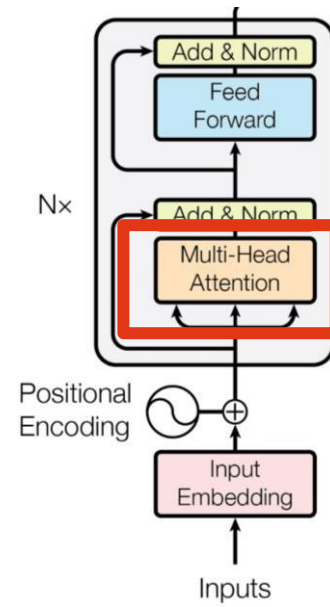 Add & Norm
Feed
Forward
Nx
Add & Norm
Multi-Head
Attention
Positional
Encoding
Input
Embedding
Inputs